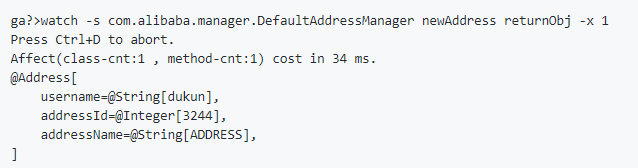 ga?>watch -s com.alibaba.manager.DefaultAddressManager newAddress returnObj -x 1
Press Ctrl+D to abort.
Affect(class-cnt:1 , method-cnt:1) cost in 34 ms.
@Address[
    username=@String[dukun],
    addressId=@Integer[3244],
    addressName=@String[ADDRESS],
]